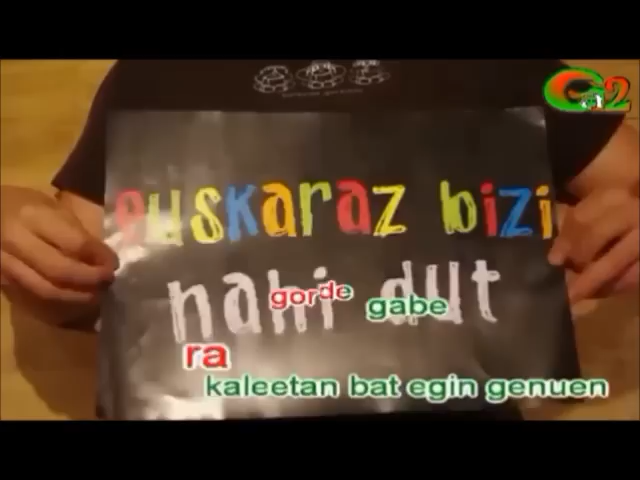 euskaraz bizi
nahi dut
gorde gabe
ra
kaleetan bat egin genuen